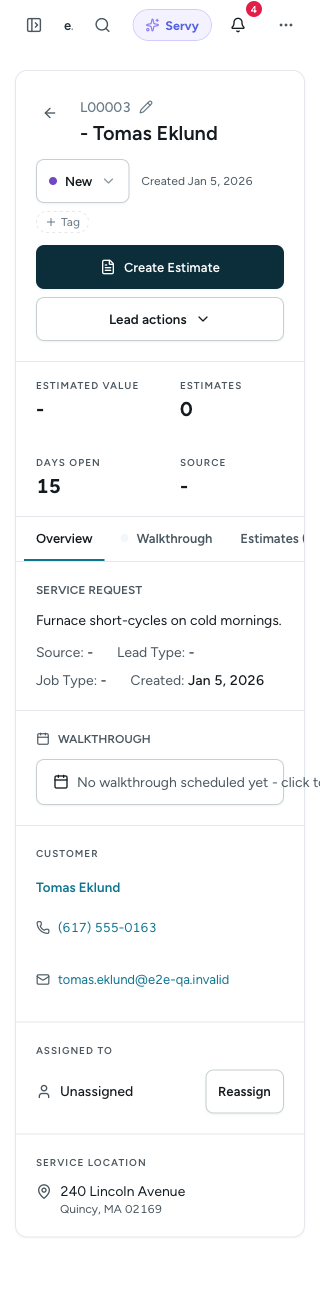 e.
Servy
4
L00003
- Tomas Eklund
New
Created Jan 5, 2026
+ Tag
Create Estimate
Lead actions
ESTIMATED VALUE
-
ESTIMATES
0
DAYS OPEN
15
SOURCE
-
Overview
Walkthrough
Estimates (
SERVICE REQUEST
Furnace short-cycles on cold mornings.
Source: - Lead Type: -
Job Type: - Created: Jan 5, 2026
WALKTHROUGH
No walkthrough scheduled yet - click to
CUSTOMER
Tomas Eklund
(617) 555-0163
tomas.eklund@e2e-qa.invalid
ASSIGNED TO
Unassigned
Reassign
SERVICE LOCATION
240 Lincoln Avenue
Quincy, MA 02169